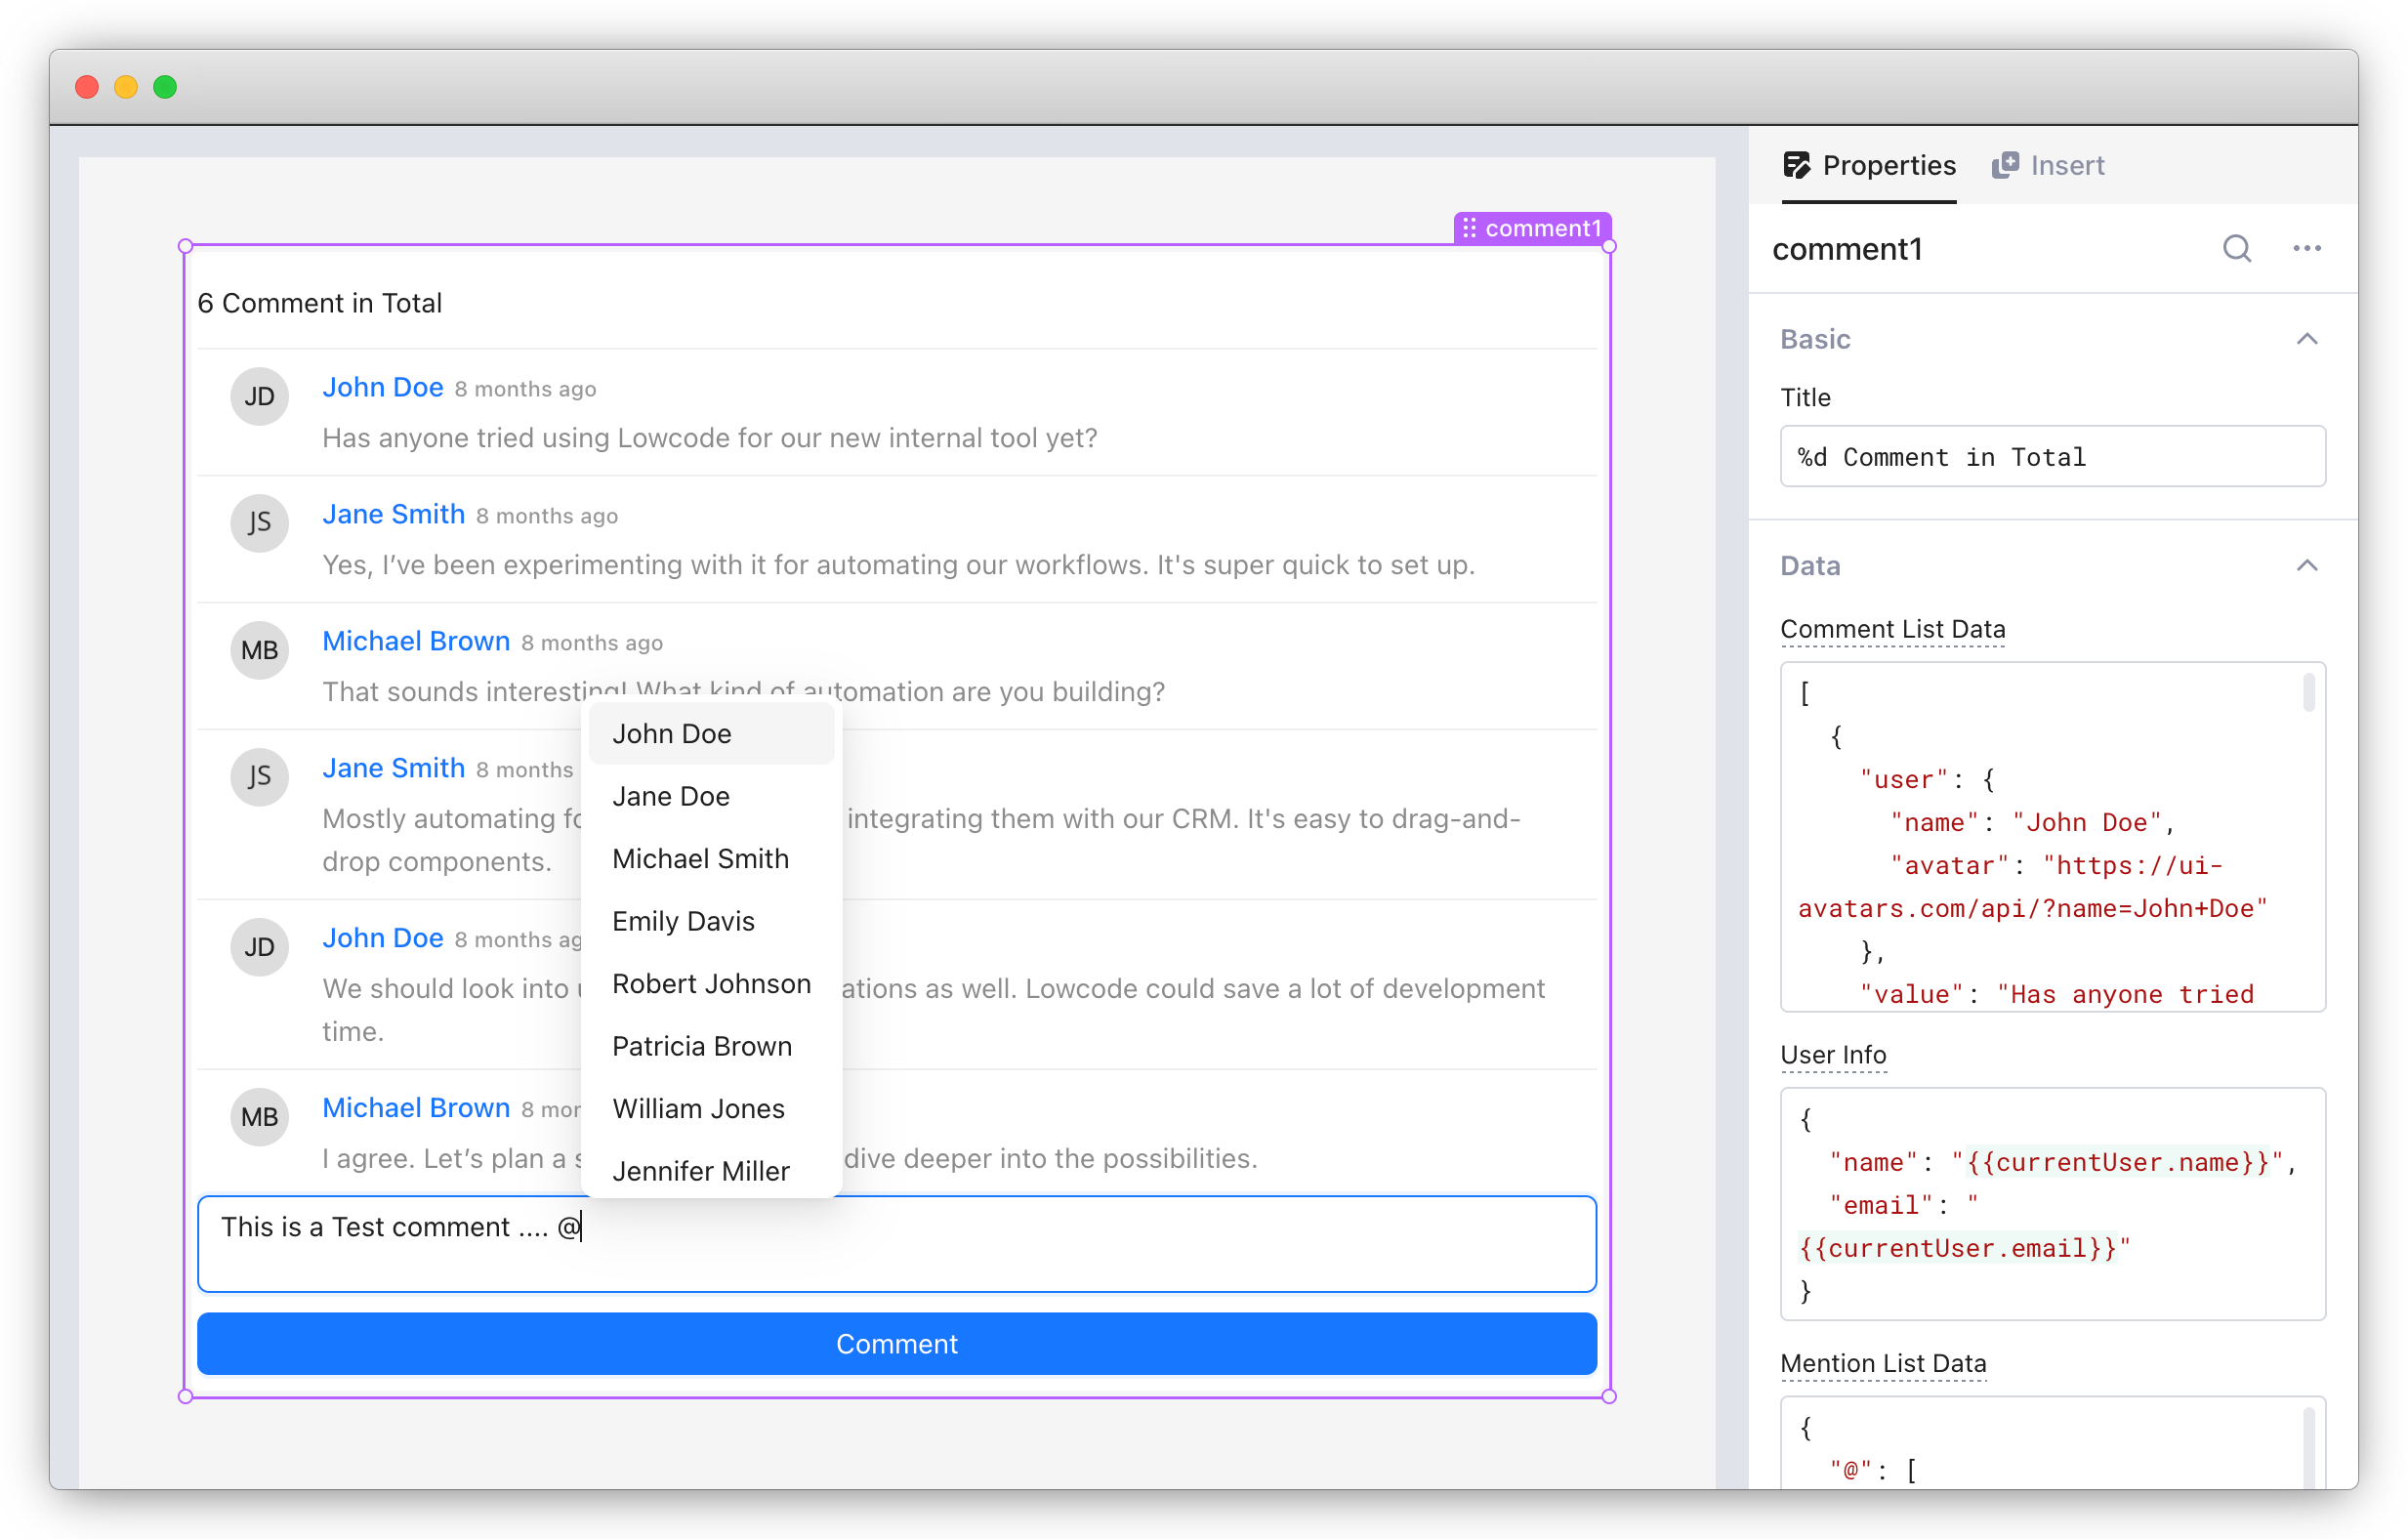 Properties
Insert
comment1
comment1
6 Comment in Total
JD
John Doe 8 months ago
Has anyone tried using Lowcode for our new internal tool yet?
JS
Jane Smith 8 months ago
Yes, I’ve been experimenting with it for automating our workflows. It's super quick to set up.
MB
Michael Brown 8 months ago
That sounds interesting! What kind of automation are you building?
JS
Jane Smith 8 months
Mostly automating integrating them with our CRM. It's easy to drag-and-
drop components.
JD
John Doe 8 months
We should look into ations as well. Lowcode could save a lot of development
time.
MB
Michael Brown 8
I agree. Let’s plan a dive deeper into the possibilities.
John Doe
Jane Doe
Michael Smith
Emily Davis
Robert Johnson
Patricia Brown
William Jones
Jennifer Miller
This is a Test comment .... @
Comment
Basic
Title
%d Comment in Total
Data
Comment List Data
[
{
"user": {
"name": "John Doe",
"avatar": "https://ui-
avatars.com/api/?name=John+Doe"
},
"value": "Has anyone tried
User Info
{
"name": "{{currentUser.name}}",
"email": "
{{currentUser.email}}"
}
Mention List Data
{
"@": [